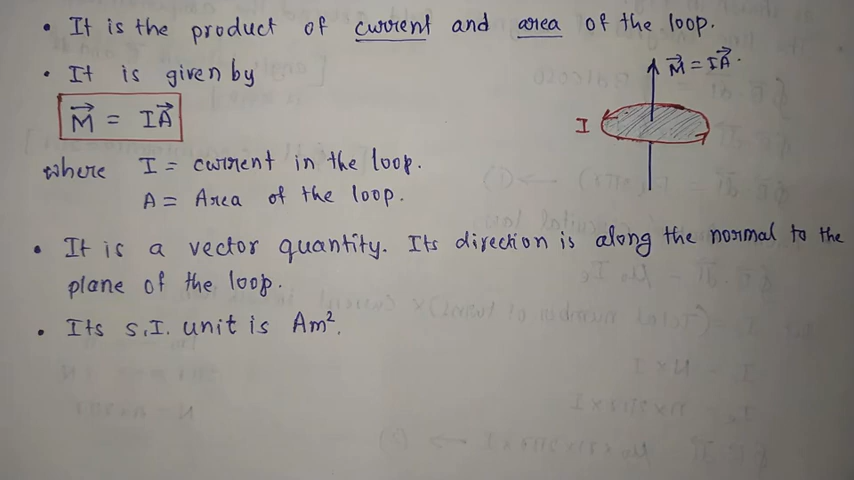 • It is the product of current and area of the loop.
• It is given by
M⃗ = IA⃗
M⃗ = IA⃗.
I
where I = current in the loop.
A = Area of the loop.
• It is a vector quantity. Its direction is along the normal to the
plane of the loop.
• Its S.I. unit is Am².